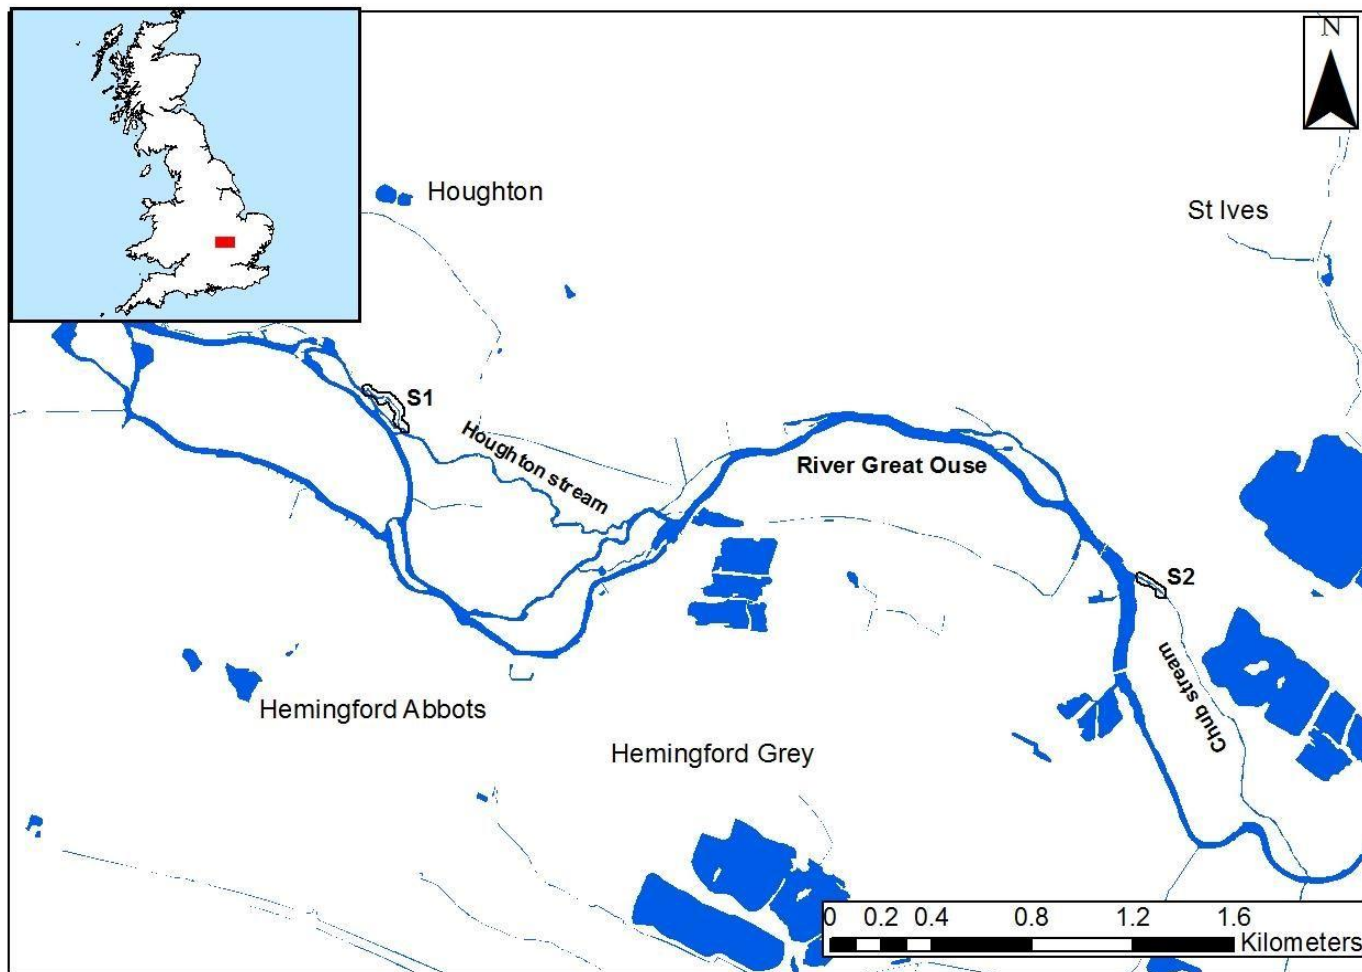 N
Houghton
St Ives
S1
Houghton stream
River Great Ouse
S2
Chub stream
Hemingford Abbots
Hemingford Grey
0 0.2 0.4 0.8 1.2 1.6
Kilometers